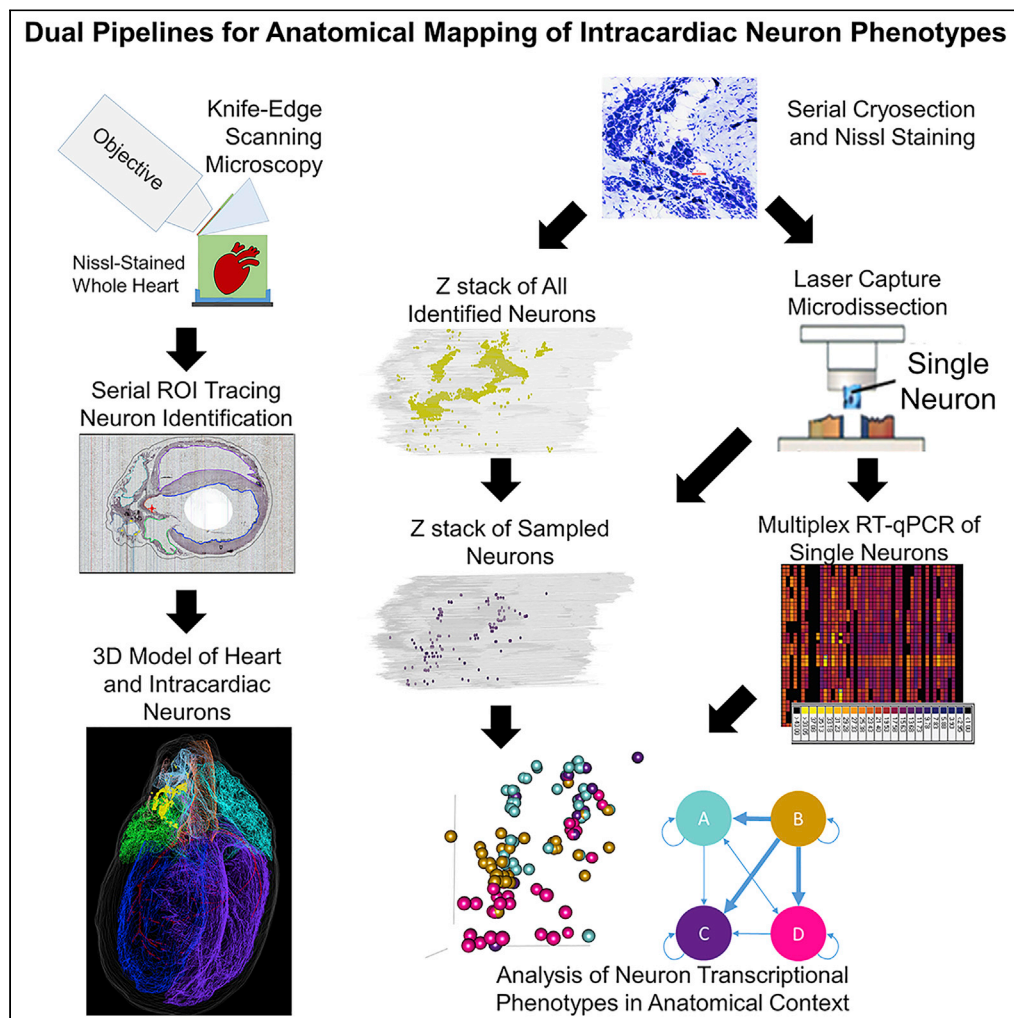 Dual Pipelines for Anatomical Mapping of Intracardiac Neuron Phenotypes
Knife-Edge
Scanning
Microscopy
Objective
Nissl-Stained
Whole Heart
Serial ROI Tracing
Neuron Identification
3D Model of Heart
and Intracardiac
Neurons
Serial Cryosection
and Nissl Staining
Z stack of All
Identified Neurons
Laser Capture
Microdissection
Single
Neuron
Z stack of Sampled
Neurons
Multiplex RT-qPCR of
Single Neurons
A
B
C
D
Analysis of Neuron Transcriptional
Phenotypes in Anatomical Context